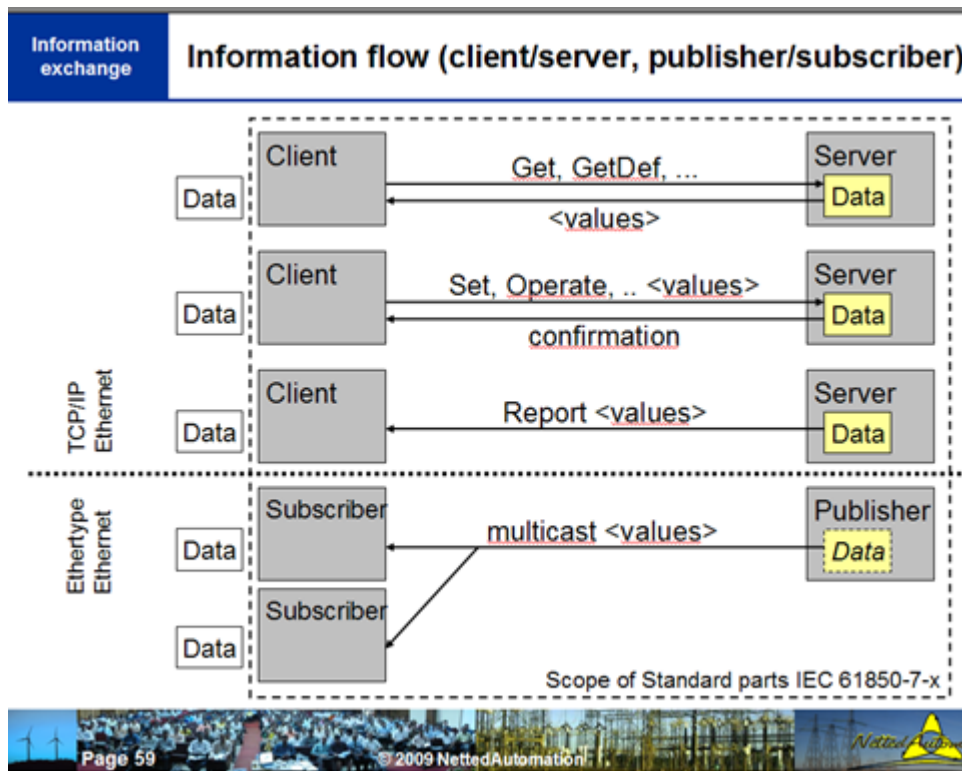 Information
exchange
Information flow (client/server, publisher/subscriber)
Client
Server
Get, GetDef, ...
Data
Data
<values>
Client
Server
Set, Operate, .. <values>
Data
Data
confirmation
TCP/IP
Ethernet
Client
Server
Report <values>
Data
Data
Ethertype
Ethernet
Subscriber
Publisher
multicast <values>
Data
Data
Subscriber
Data
Scope of Standard parts IEC 61850-7-x
Page 59
© 2009 NettedAutomation